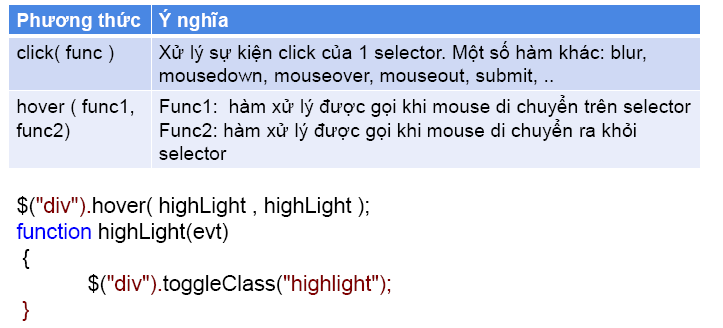 Phương thức Ý nghĩa
click( func ) Xử lý sự kiện click của 1 selector. Một số hàm khác: blur,
mousedown, mouseover, mouseout, submit, ..
hover ( func1, Func1:  hàm xử lý được gọi khi mouse di chuyển trên selector
func2) Func2: hàm xử lý được gọi khi mouse di chuyển ra khỏi
selector
$("div").hover( highLight , highLight );
function highLight(evt)
{
$("div").toggleClass("highlight");
}